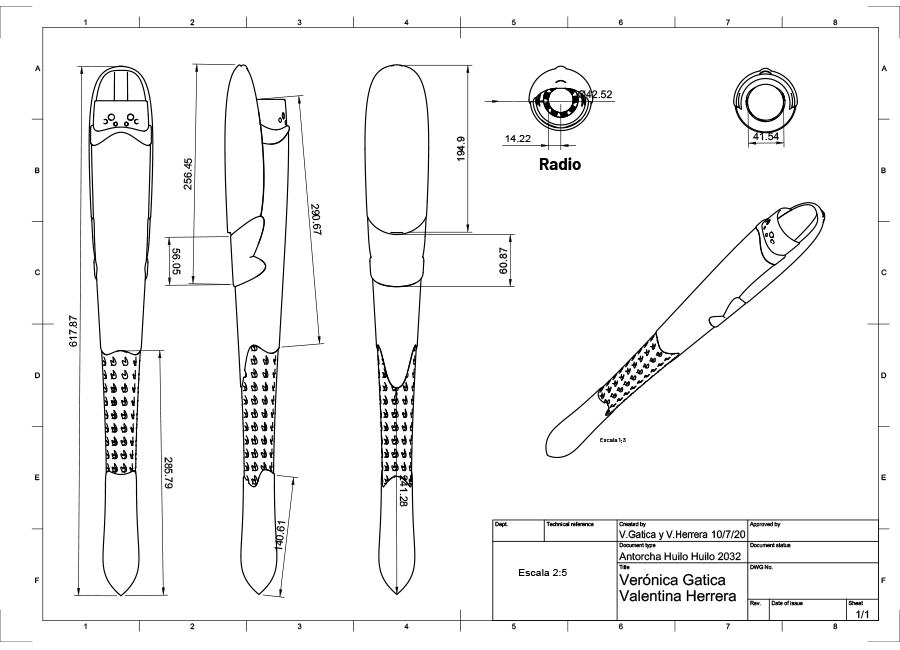 1 2 3 4 5 6 7 8
A A
B B
C C
D D
E E
F F
617.87
285.79
256.45
56.05
290.67
140.61
194.9
60.87
241.28
Ø42.52
14.22
Radio
41.54
Escala 1:3
Dept.
Technical reference
Created by
V.Gatica y V.Herrera 10/7/20
Approved by
Document type
Antorcha Huilo Huilo 2032
Document status
Escala 2:5
Title
Verónica Gatica
Valentina Herrera
DWG No.
Rev.
Date of issue
Sheet
1/1
1 2 3 4 5 6 7 8